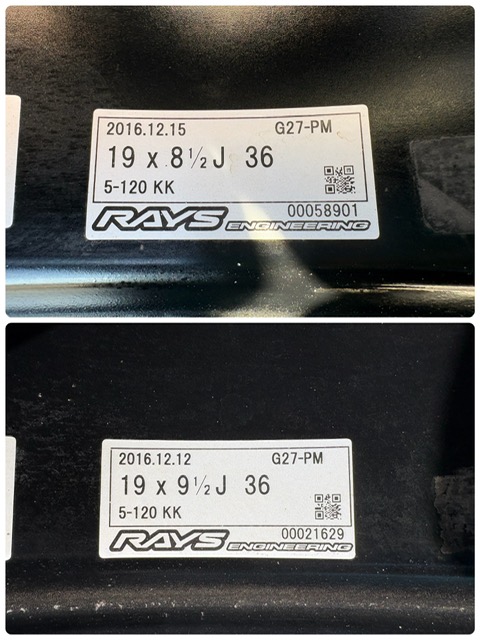 2016.12.15 G27-PM
19 x 8½J 36
5-120 KK
00058901
RAYS ENGINEERING
2016.12.12 G27-PM
19 x 9½J 36
5-120 KK
00021629
RAYS ENGINEERING